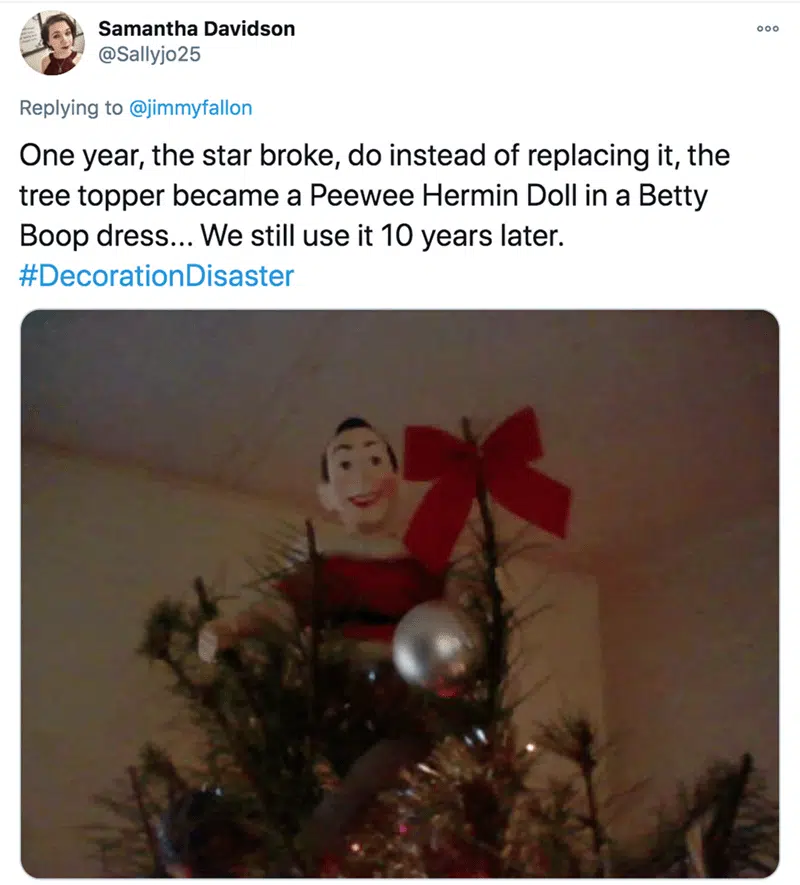 Samantha Davidson
@Sallyjo25
Replying to @jimmyfallon
One year, the star broke, do instead of replacing it, the
tree topper became a Peewee Hermin Doll in a Betty
Boop dress... We still use it 10 years later.
#DecorationDisaster